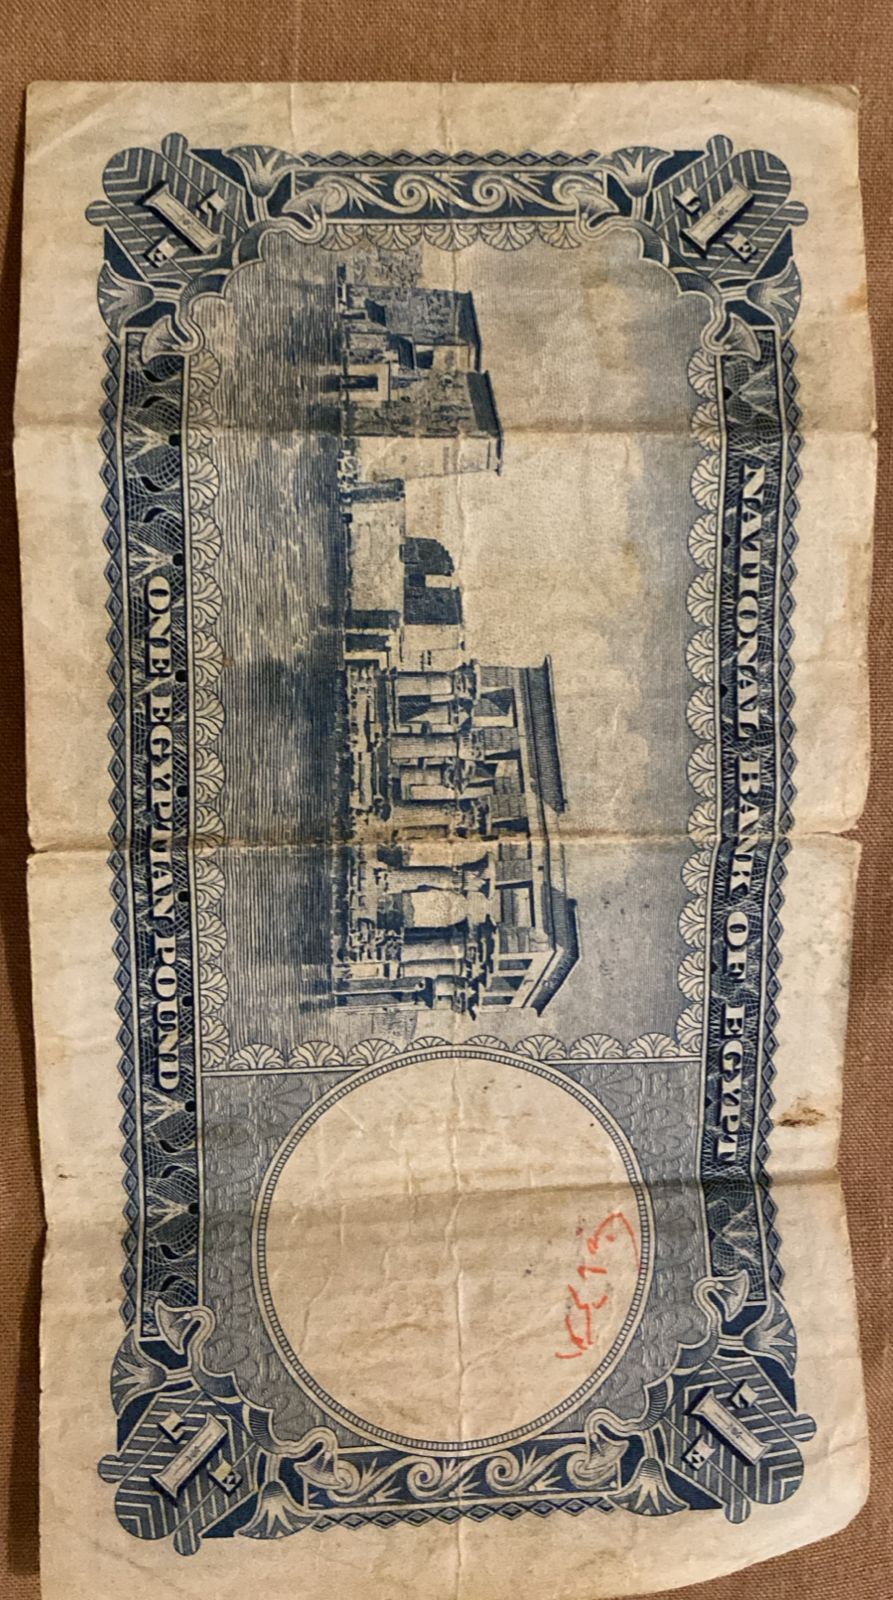 NATIONAL BANK OF EGYPT
£ 1 E
£ 1 E
ONE EGYPTIAN POUND
£ 1 E
£ 1 E